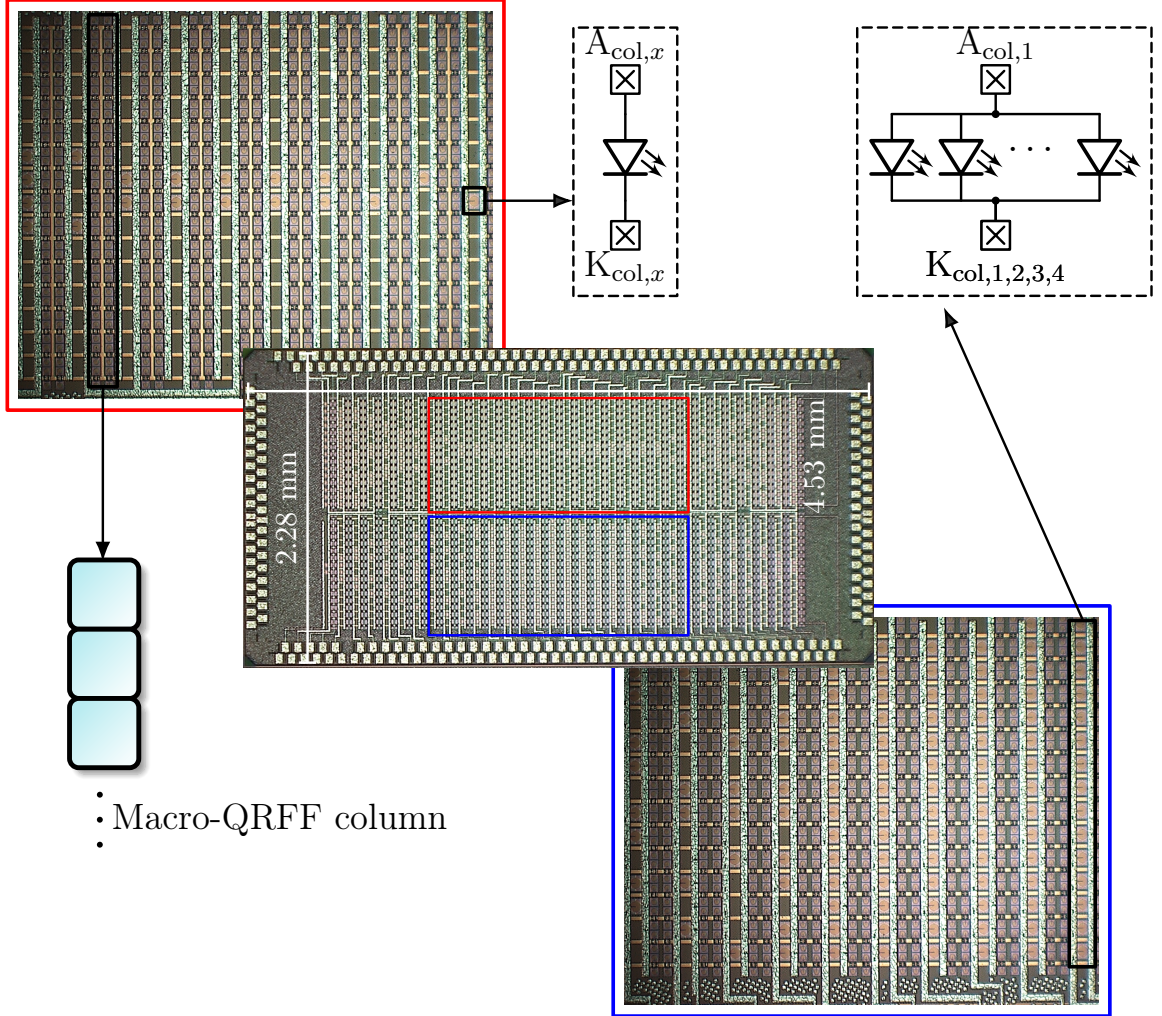 A_col,x
K_col,x
A_col,1
K_col,1,2,3,4
2.28 mm
4.53 mm
Macro-QRFF column